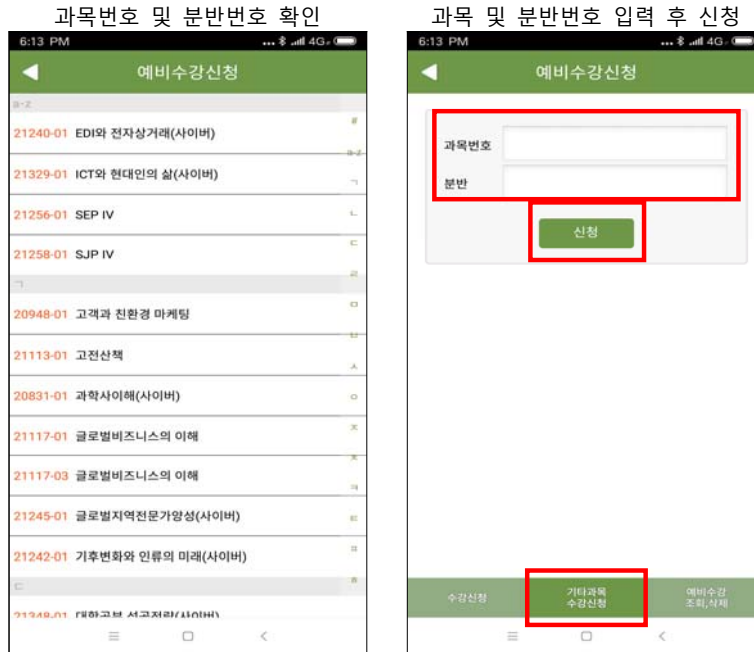 과목번호 및 분반번호 확인
6:13 PM
4G
예비수강신청
a-z
21240-01 EDI와 전자상거래(사이버)
21329-01 ICT와 현대인의 삶(사이버)
21256-01 SEP IV
21258-01 SJP IV
ㄱ
20948-01 고객과 친환경 마케팅
21113-01 고전산책
20831-01 과학사이해(사이버)
21117-01 글로벌비즈니스의 이해
21117-03 글로벌비즈니스의 이해
21245-01 글로벌지역전문가양성(사이버)
21242-01 기후변화와 인류의 미래(사이버)
ㄷ
21348-01
#
a-z
ㄱ
ㄴ
ㄷ
ㄹ
ㅁ
ㅂ
ㅅ
ㅇ
ㅈ
ㅊ
ㅋ
ㅌ
ㅍ
ㅎ
과목 및 분반번호 입력 후 신청
6:13 PM
4G
예비수강신청
과목번호
분반
신청
수강신청
기타과목
수강신청
예비수강
조회,삭제